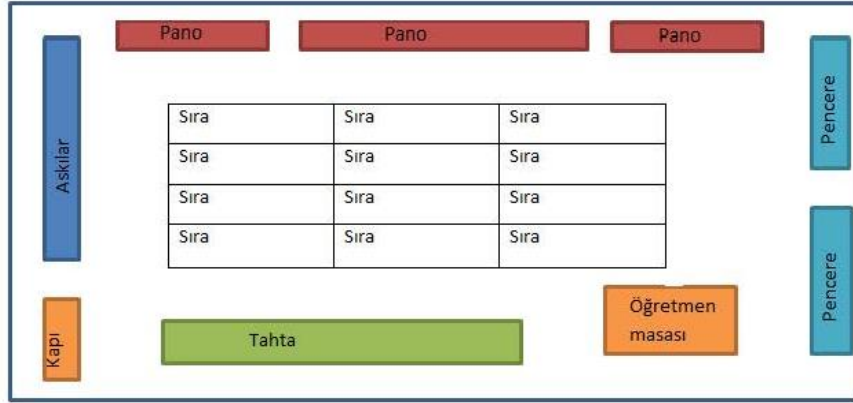 Pano Pano Pano
Askılar
Pencere
Sıra Sıra Sıra
Sıra Sıra Sıra
Sıra Sıra Sıra
Sıra Sıra Sıra
Kapı
Tahta
Öğretmen
masası
Pencere